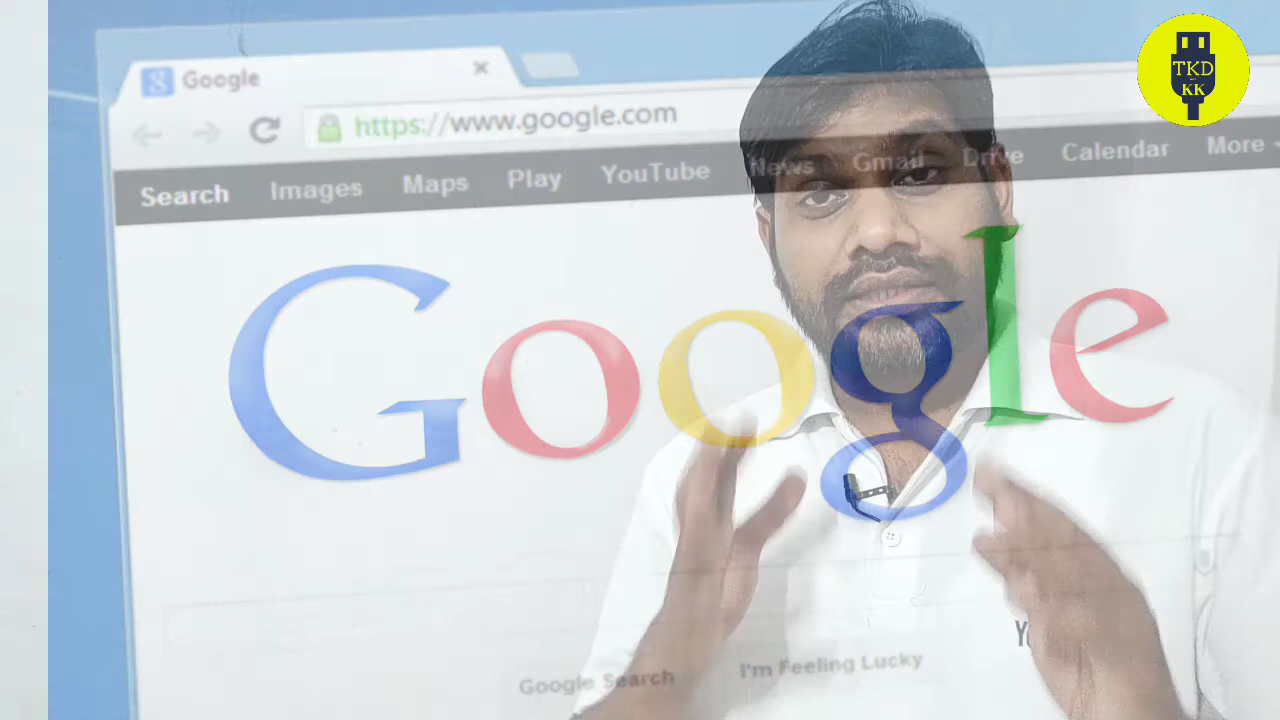 Google
https://www.google.com
Search Images Maps Play YouTube News Gmail Drive Calendar More
Google
Google Search I'm Feeling Lucky
TKD
KK